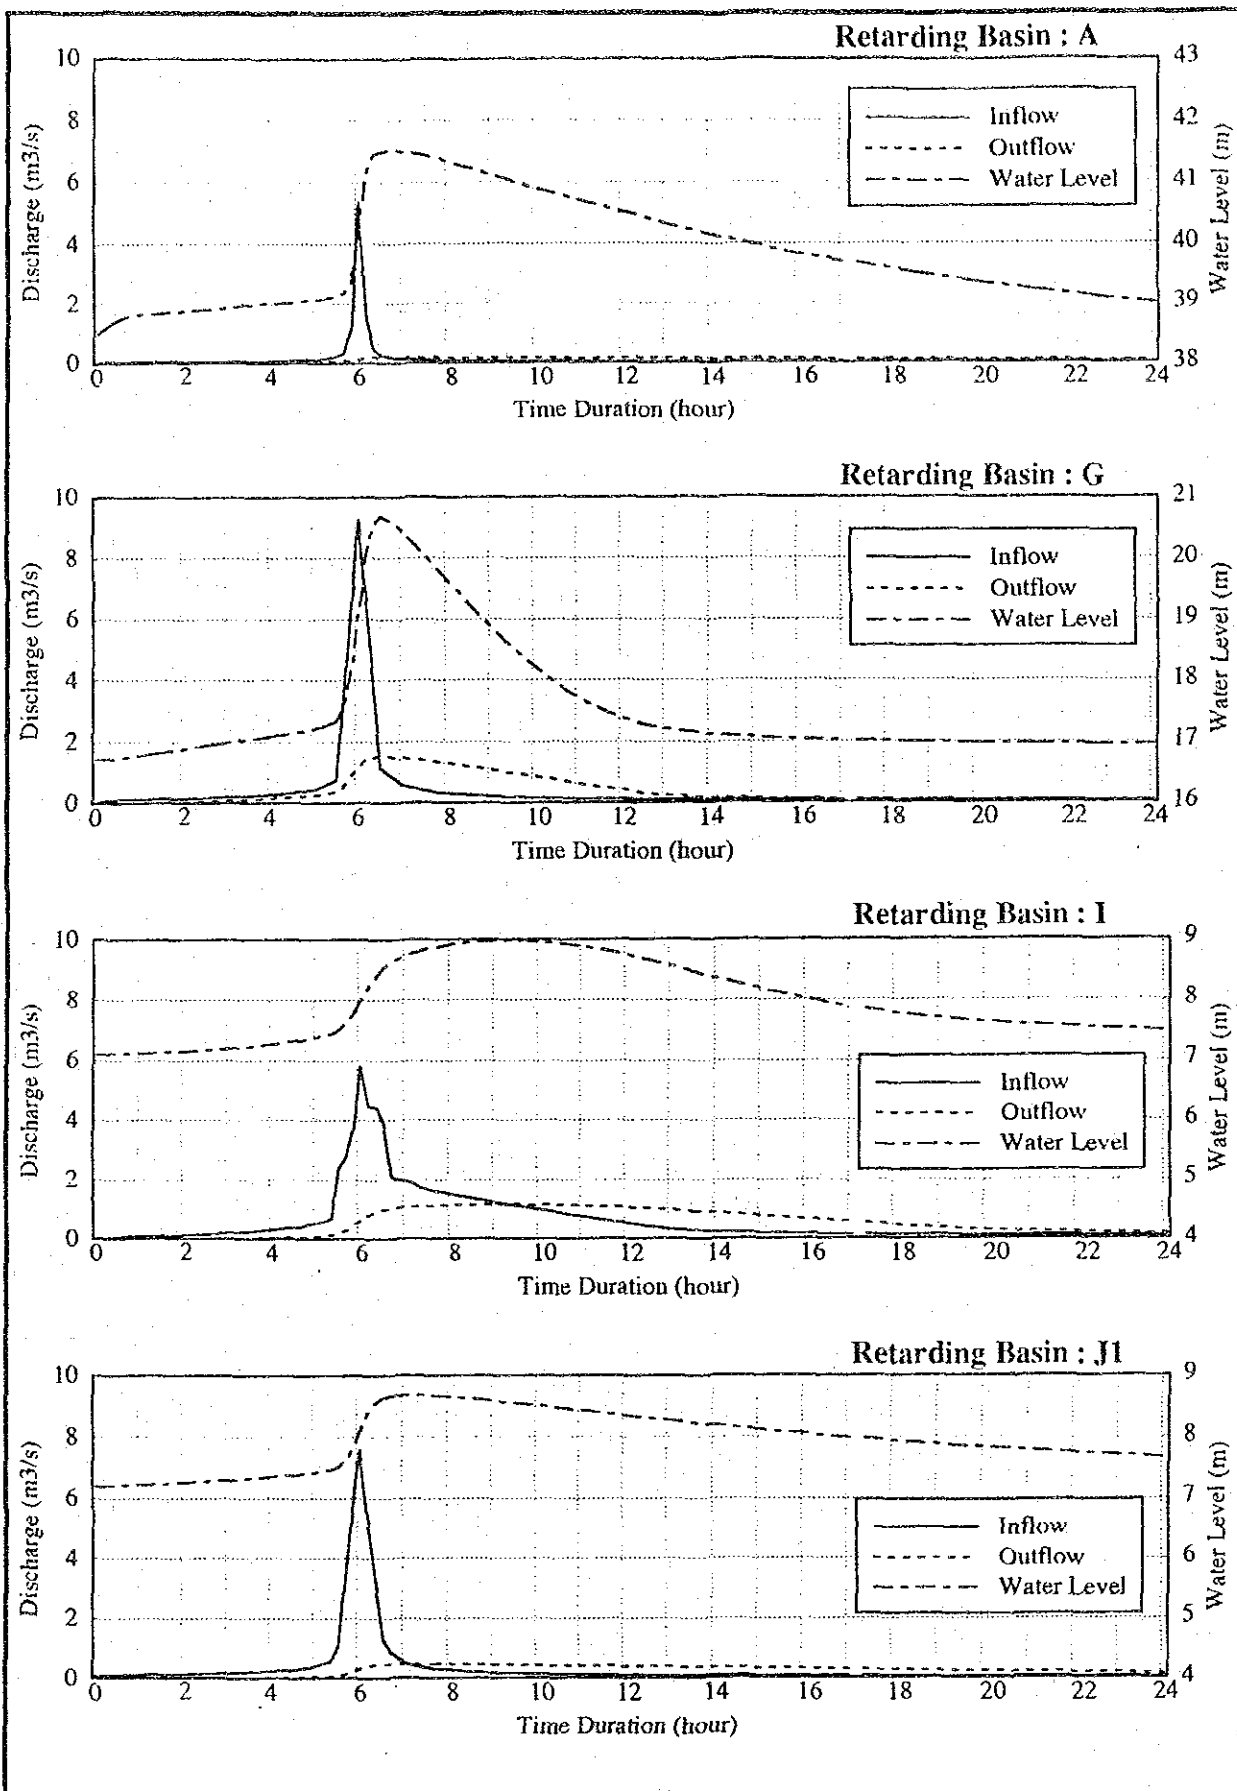 Retarding Basin : A
10 8 6 4 2 0
Discharge (m3/s)
43 42 41 40 39 38
Water Level (m)
Inflow
Outflow
Water Level
0 2 4 6 8 10 12 14 16 18 20 22 24
Time Duration (hour)
Retarding Basin : G
10 8 6 4 2 0
Discharge (m3/s)
21 20 19 18 17 16
Water Level (m)
Inflow
Outflow
Water Level
0 2 4 6 8 10 12 14 16 18 20 22 24
Time Duration (hour)
Retarding Basin : I
10 8 6 4 2 0
Discharge (m3/s)
9 8 7 6 5 4
Water Level (m)
Inflow
Outflow
Water Level
0 2 4 6 8 10 12 14 16 18 20 22 24
Time Duration (hour)
Retarding Basin : J1
10 8 6 4 2 0
Discharge (m3/s)
9 8 7 6 5 4
Water Level (m)
Inflow
Outflow
Water Level
0 2 4 6 8 10 12 14 16 18 20 22 24
Time Duration (hour)